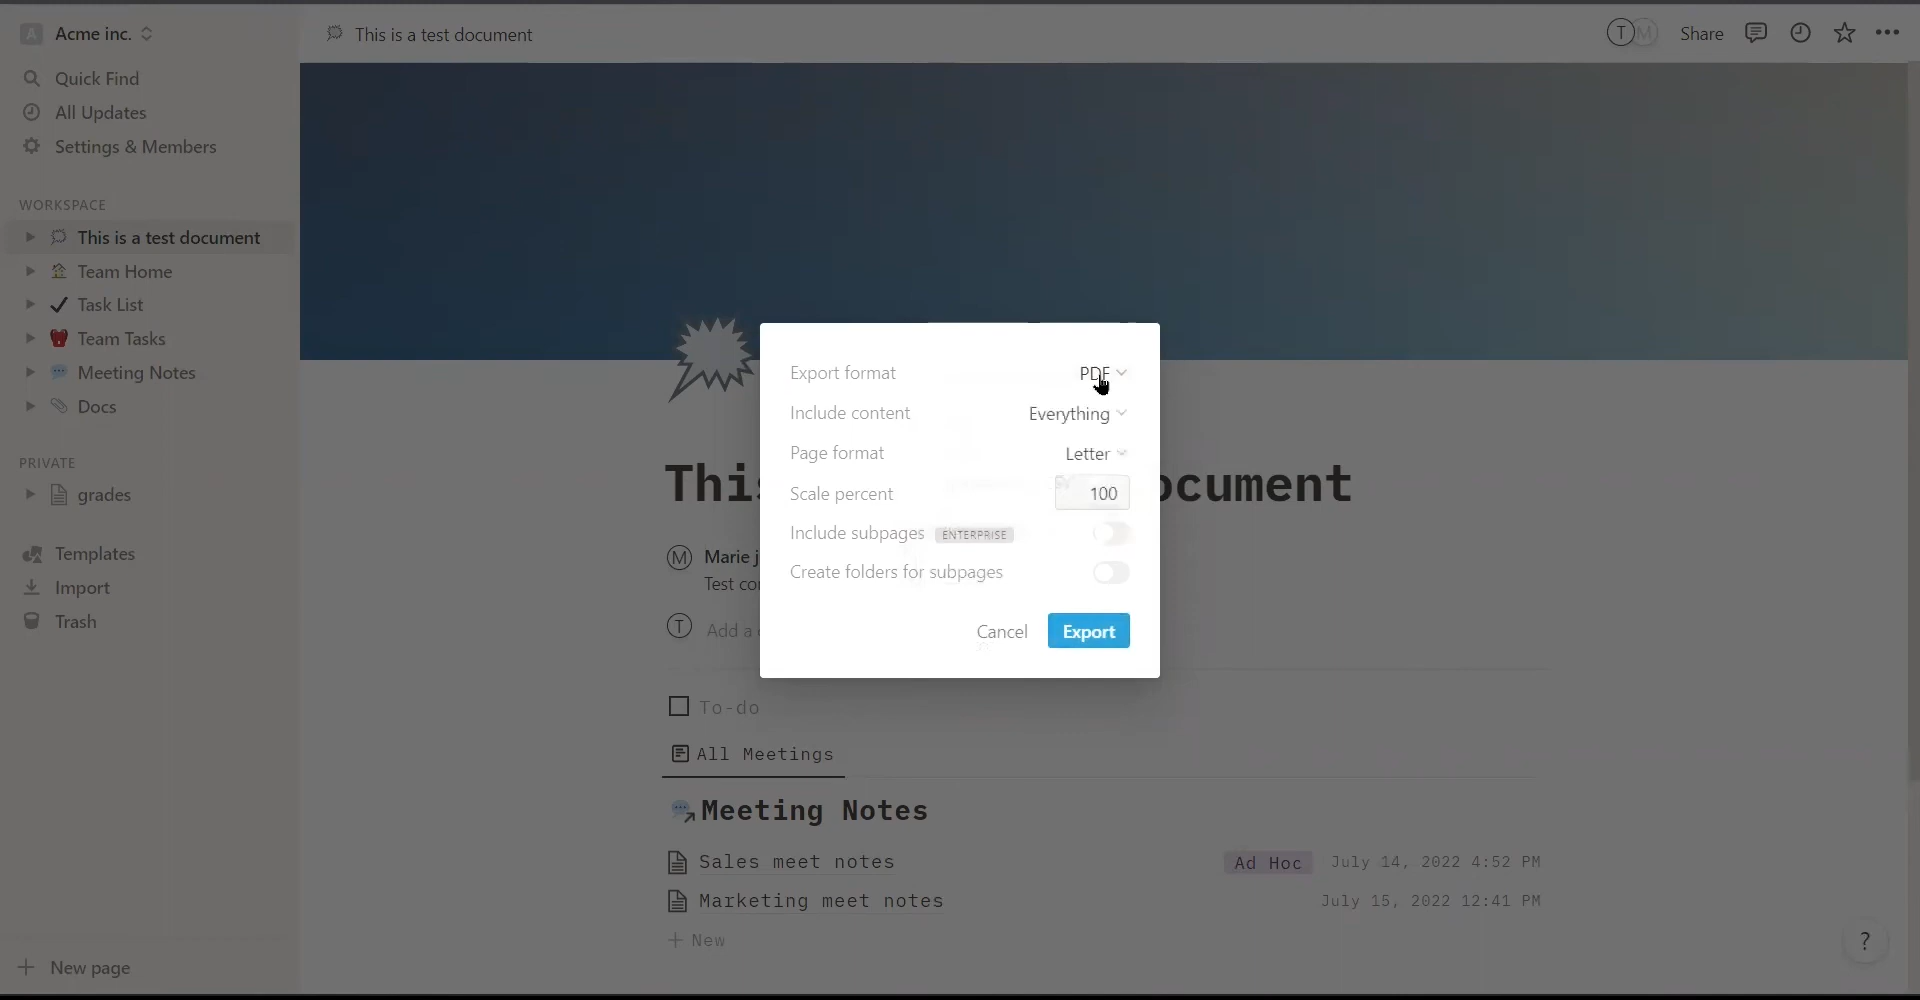 A Acme inc.
This is a test document
T M Share
Quick Find
All Updates
Settings & Members
WORKSPACE
This is a test document
Team Home
Task List
Team Tasks
Meeting Notes
Docs
PRIVATE
grades
Templates
Import
Trash
New page
Export format PDF
Include content Everything
Page format Letter
Scale percent 100
Include subpages ENTERPRISE
Create folders for subpages
Cancel Export
This ocument
M Marie j
Test co
T Add a
To-do
All Meetings
Meeting Notes
Sales meet notes Ad Hoc July 14, 2022 4:52 PM
Marketing meet notes July 15, 2022 12:41 PM
+ New
?